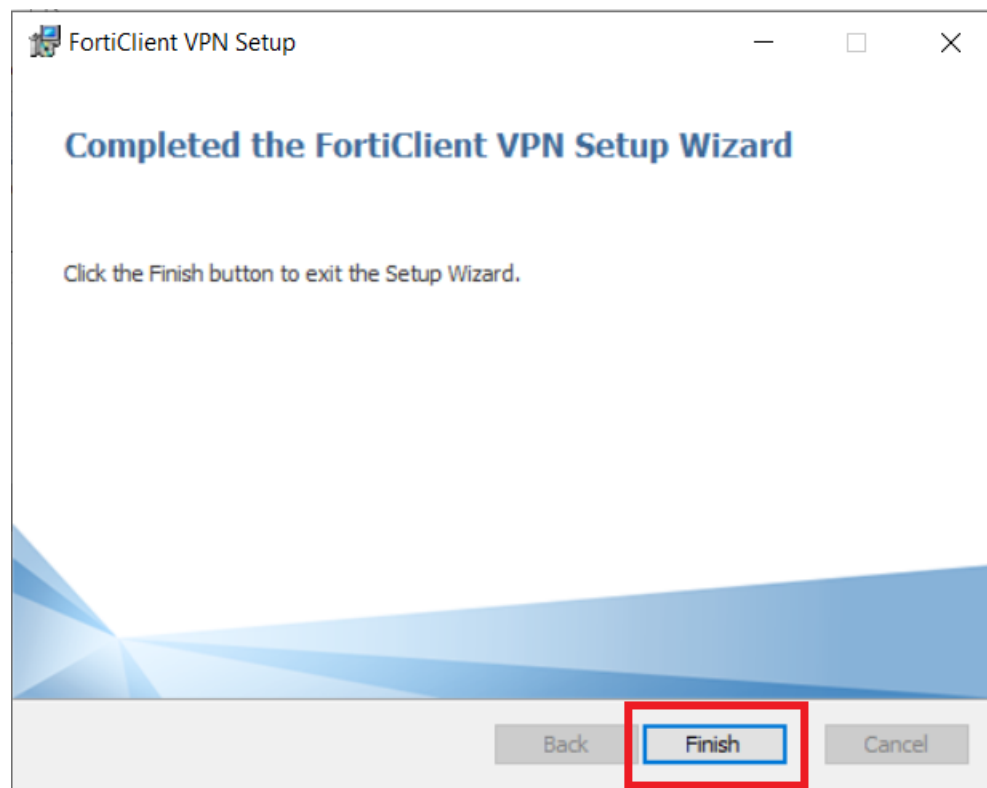 FortiClient VPN Setup
Completed the FortiClient VPN Setup Wizard
Click the Finish button to exit the Setup Wizard.
Back Finish Cancel